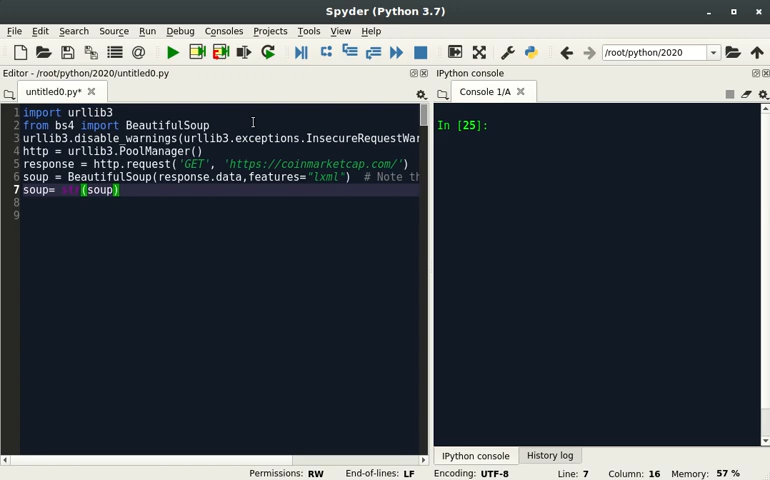 Spyder (Python 3.7)
File Edit Search Source Run Debug Consoles Projects Tools View Help
/root/python/2020
Editor - /root/python/2020/untitled0.py
IPython console
untitled0.py*
Console 1/A
1 import urllib3
2 from bs4 import BeautifulSoup
3 urllib3.disable_warnings(urllib3.exceptions.InsecureRequestWar
4 http = urllib3.PoolManager()
5 response = http.request('GET', 'https://coinmarketcap.com/')
6 soup = BeautifulSoup(response.data,features="lxml")  # Note th
7 soup= str(soup)
8
9
In [25]:
IPython console
History log
Permissions: RW End-of-lines: LF Encoding: UTF-8 Line: 7 Column: 16 Memory: 57 %